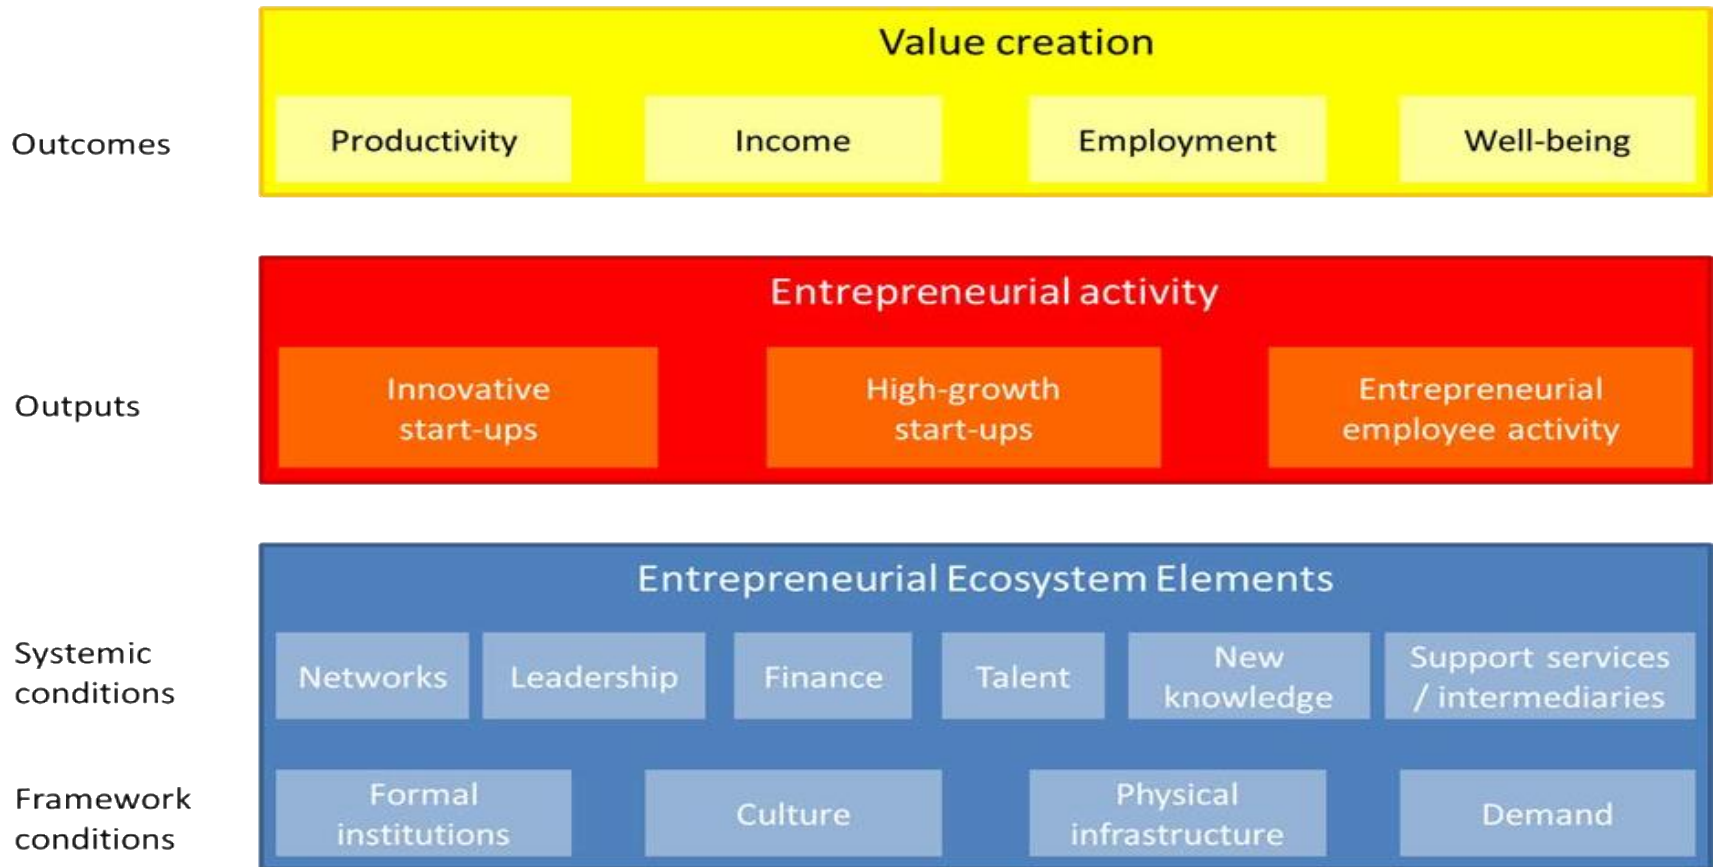 Value creation
Outcomes
Productivity
Income
Employment
Well-being
Entrepreneurial activity
Outputs
Innovative
start-ups
High-growth
start-ups
Entrepreneurial
employee activity
Entrepreneurial Ecosystem Elements
Systemic
conditions
Networks
Leadership
Finance
Talent
New
knowledge
Support services
/ intermediaries
Framework
conditions
Formal
institutions
Culture
Physical
infrastructure
Demand